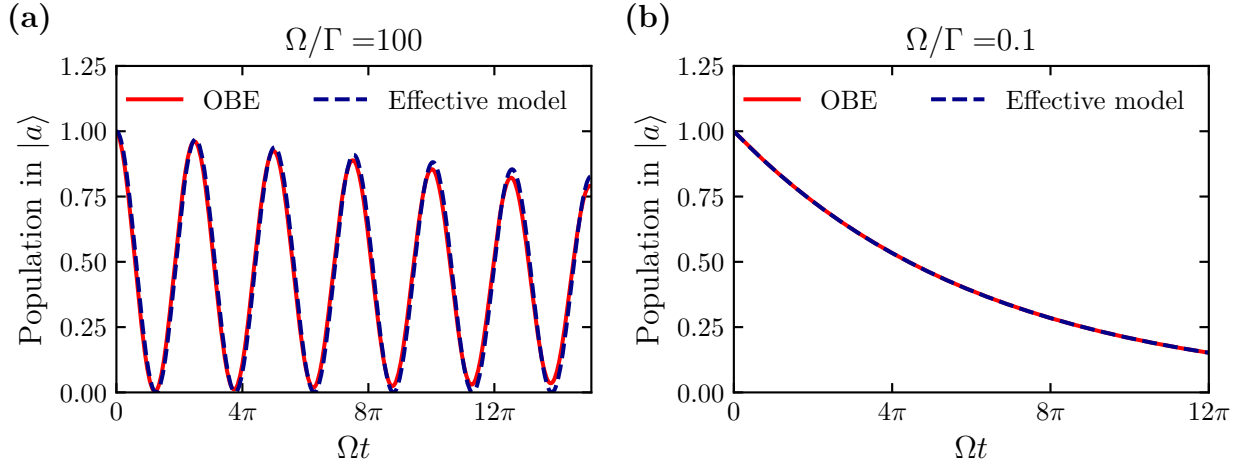 (a)
Ω/Γ =100
Population in |a⟩
1.25
1.00
0.75
0.50
0.25
0.00
OBE
Effective model
0
4π
8π
12π
Ωt
(b)
Ω/Γ =0.1
Population in |a⟩
1.25
1.00
0.75
0.50
0.25
0.00
OBE
Effective model
0
4π
8π
12π
Ωt